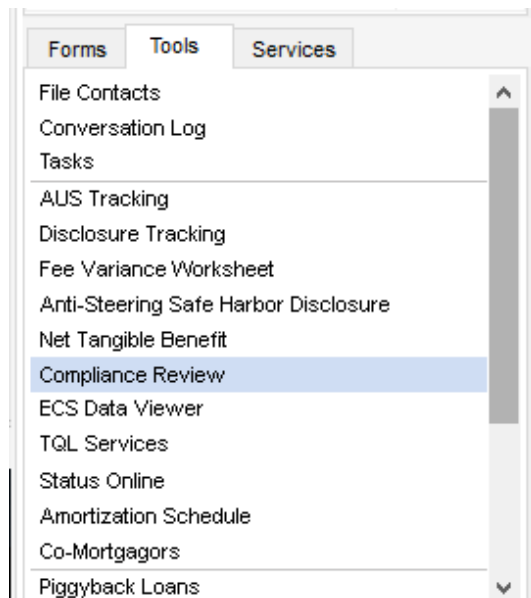 Forms Tools Services
File Contacts
Conversation Log
Tasks
AUS Tracking
Disclosure Tracking
Fee Variance Worksheet
Anti-Steering Safe Harbor Disclosure
Net Tangible Benefit
Compliance Review
ECS Data Viewer
TQL Services
Status Online
Amortization Schedule
Co-Mortgagors
Piggyback Loans